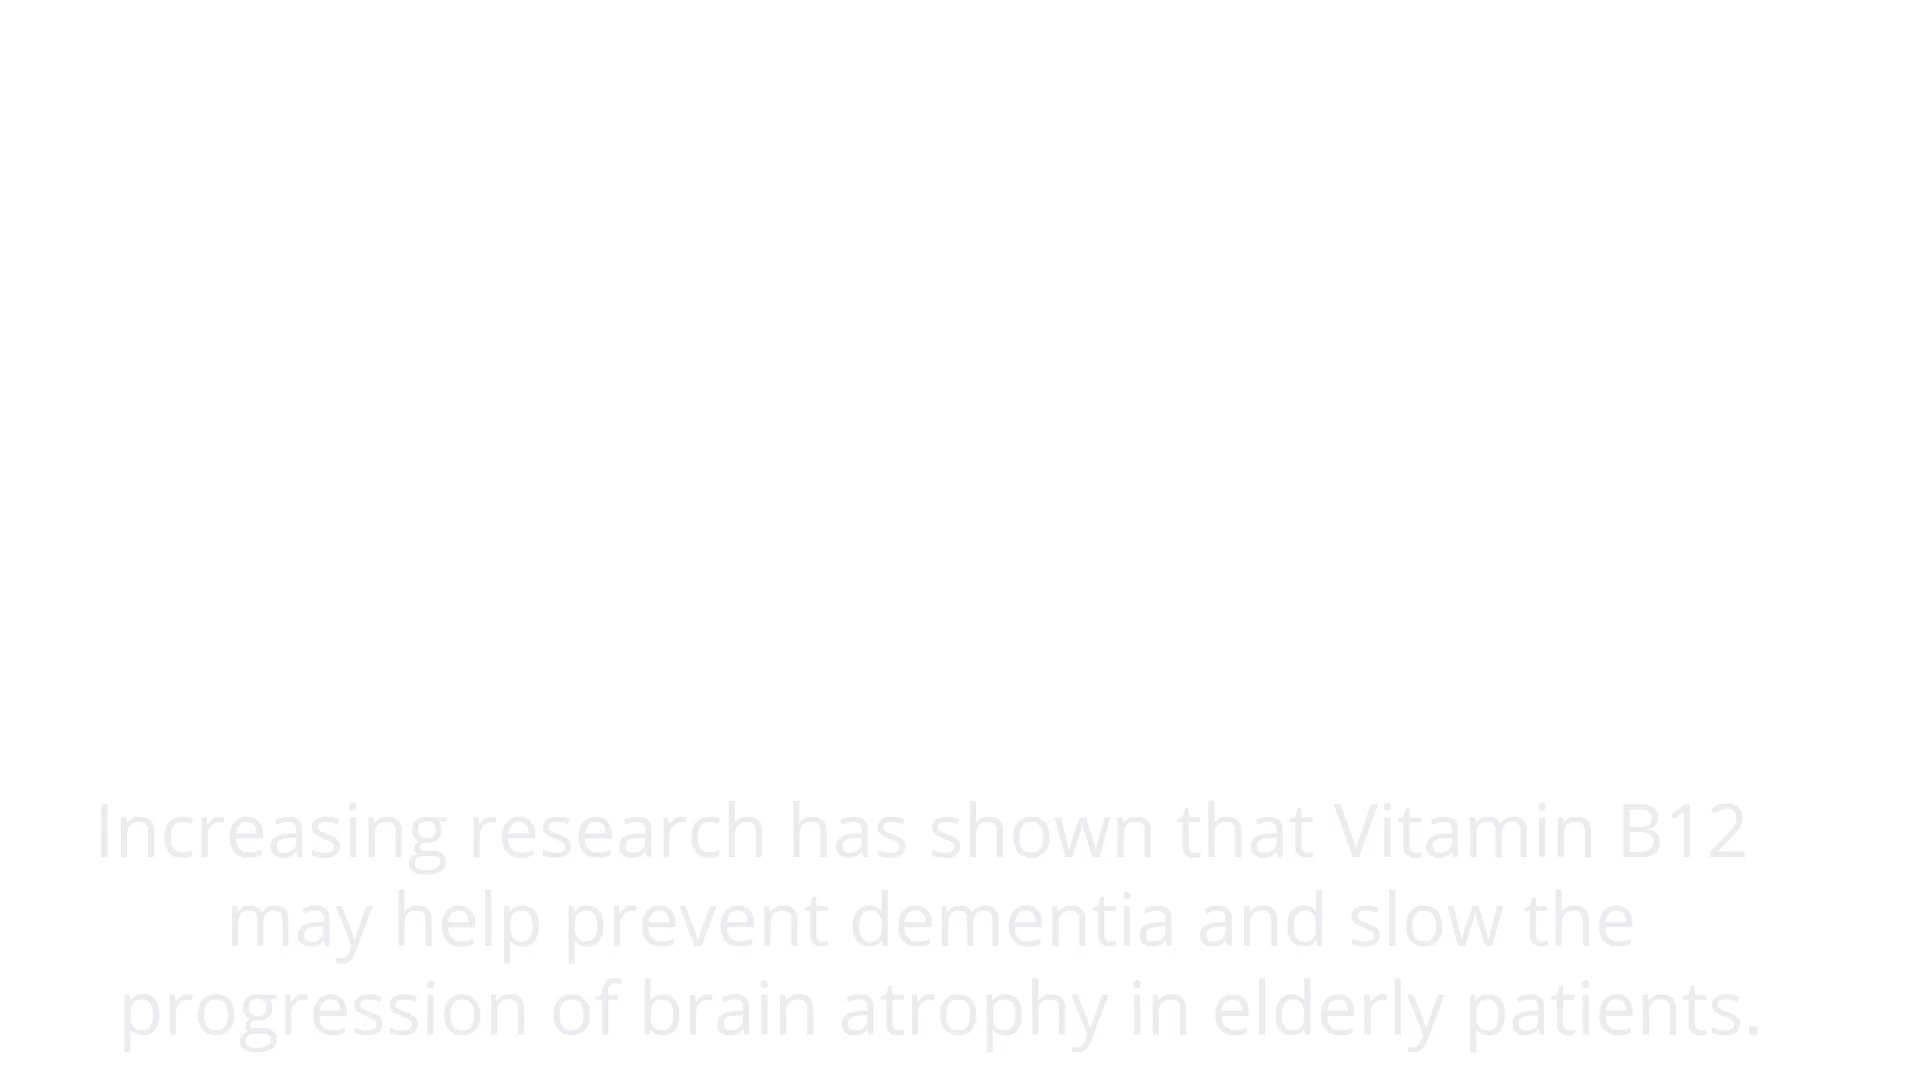 Increasing research has shown that Vitamin B12
may help prevent dementia and slow the
progression of brain atrophy in elderly patients.